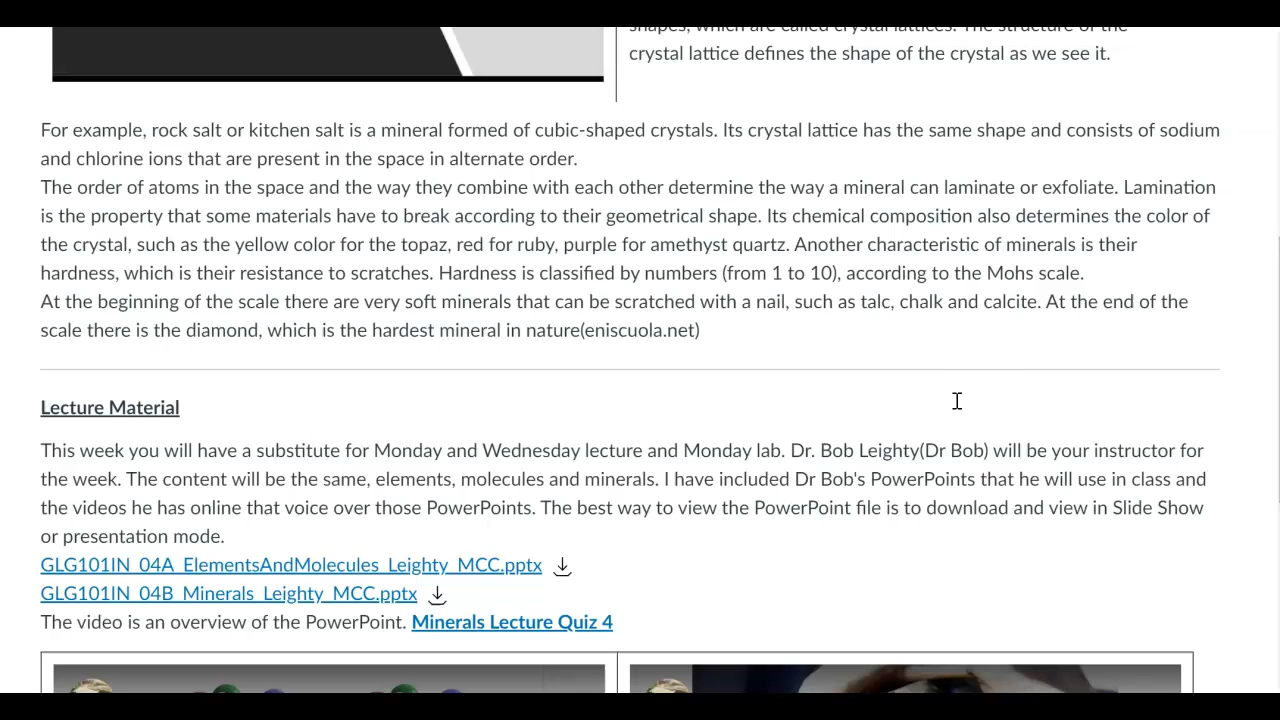 shapes, which are called crystal lattices. The structure of the
crystal lattice defines the shape of the crystal as we see it.
For example, rock salt or kitchen salt is a mineral formed of cubic-shaped crystals. Its crystal lattice has the same shape and consists of sodium
and chlorine ions that are present in the space in alternate order.
The order of atoms in the space and the way they combine with each other determine the way a mineral can laminate or exfoliate. Lamination
is the property that some materials have to break according to their geometrical shape. Its chemical composition also determines the color of
the crystal, such as the yellow color for the topaz, red for ruby, purple for amethyst quartz. Another characteristic of minerals is their
hardness, which is their resistance to scratches. Hardness is classified by numbers (from 1 to 10), according to the Mohs scale.
At the beginning of the scale there are very soft minerals that can be scratched with a nail, such as talc, chalk and calcite. At the end of the
scale there is the diamond, which is the hardest mineral in nature(eniscuola.net)
Lecture Material
This week you will have a substitute for Monday and Wednesday lecture and Monday lab. Dr. Bob Leighty(Dr Bob) will be your instructor for
the week. The content will be the same, elements, molecules and minerals. I have included Dr Bob's PowerPoints that he will use in class and
the videos he has online that voice over those PowerPoints. The best way to view the PowerPoint file is to download and view in Slide Show
or presentation mode.
GLG101IN_04A_ElementsAndMolecules_Leighty_MCC.pptx
GLG101IN_04B_Minerals_Leighty_MCC.pptx
The video is an overview of the PowerPoint. Minerals Lecture Quiz 4